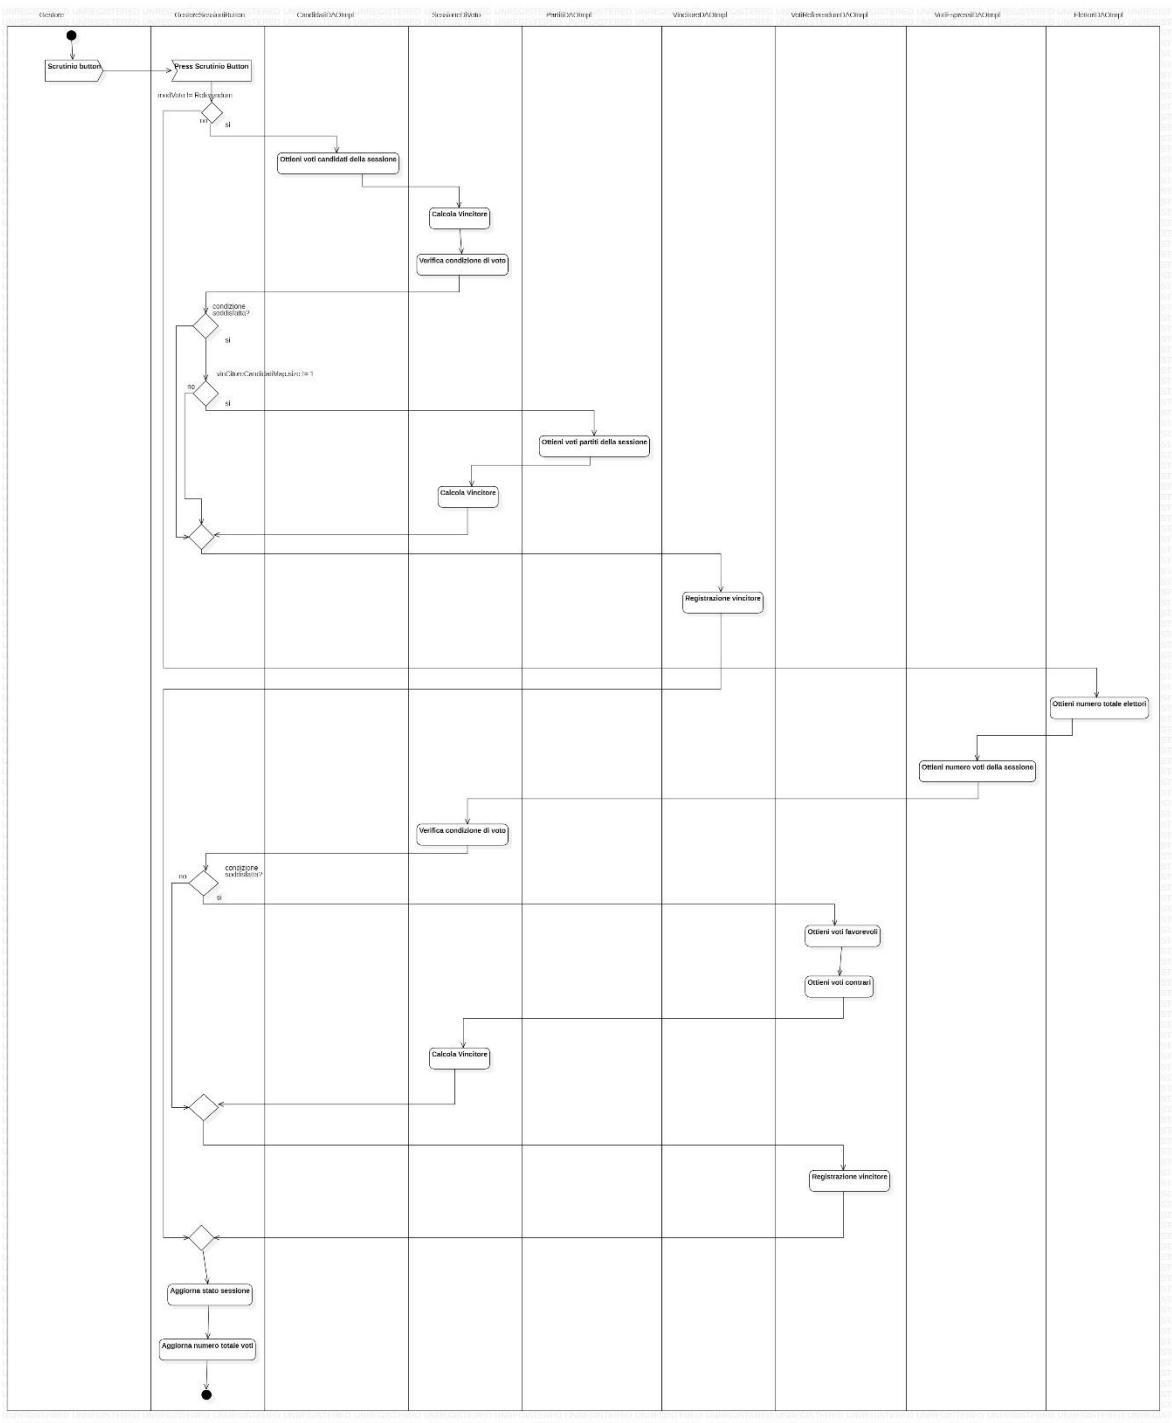 Gestore
GestoreSessioniButton
CandidatiDAOImpl
SessioneDiVoto
PartitiDAOImpl
VincitoreDAOImpl
VotiReferendumDAOImpl
VotiEspressiDAOImpl
ElettoriDAOImpl
Scrutinio button
Press Scrutinio Button
modVoto != Referendum
no
si
Ottieni voti candidati della sessione
Calcola Vincitore
Verifica condizione di voto
condizione
soddisfatta?
si
vincitoreCandidatiMap.size != 1
no
si
Ottieni voti partiti della sessione
Calcola Vincitore
Registrazione vincitore
Ottieni numero totale elettori
Ottieni numero voti della sessione
Verifica condizione di voto
condizione
soddisfatta?
no
si
Ottieni voti favorevoli
Ottieni voti contrari
Calcola Vincitore
Registrazione vincitore
Aggiorna stato sessione
Aggiorna numero totale voti